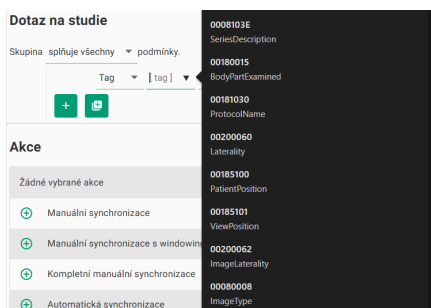 Dotaz na studie
Skupina splňuje všechny podmínky.
Tag [ tag ]
+
Akce
Žádné vybrané akce
Manuální synchronizace
Manuální synchronizace s windowing
Kompletní manuální synchronizace
Automatická synchronizace
0008103E
SeriesDescription
00180015
BodyPartExamined
00181030
ProtocolName
00200060
Laterality
00185100
PatientPosition
00185101
ViewPosition
00200062
ImageLaterality
00080008
ImageType